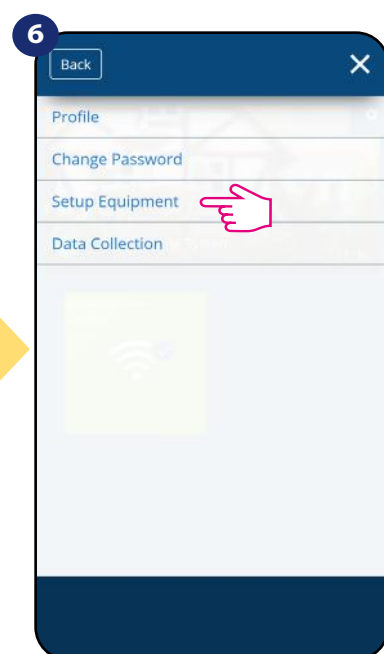 6
Back
Profile
Change Password
Setup Equipment
Data Collection